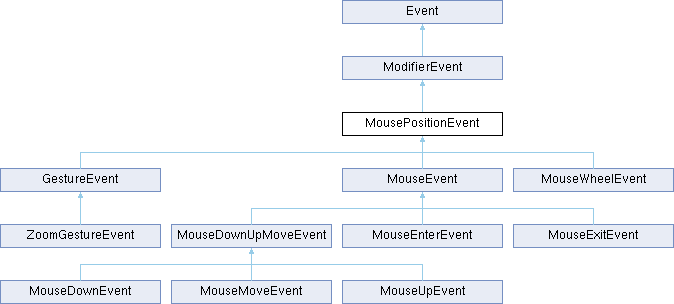 Event
ModifierEvent
MousePositionEvent
GestureEvent
MouseEvent
MouseWheelEvent
ZoomGestureEvent
MouseDownUpMoveEvent
MouseEnterEvent
MouseExitEvent
MouseDownEvent
MouseMoveEvent
MouseUpEvent